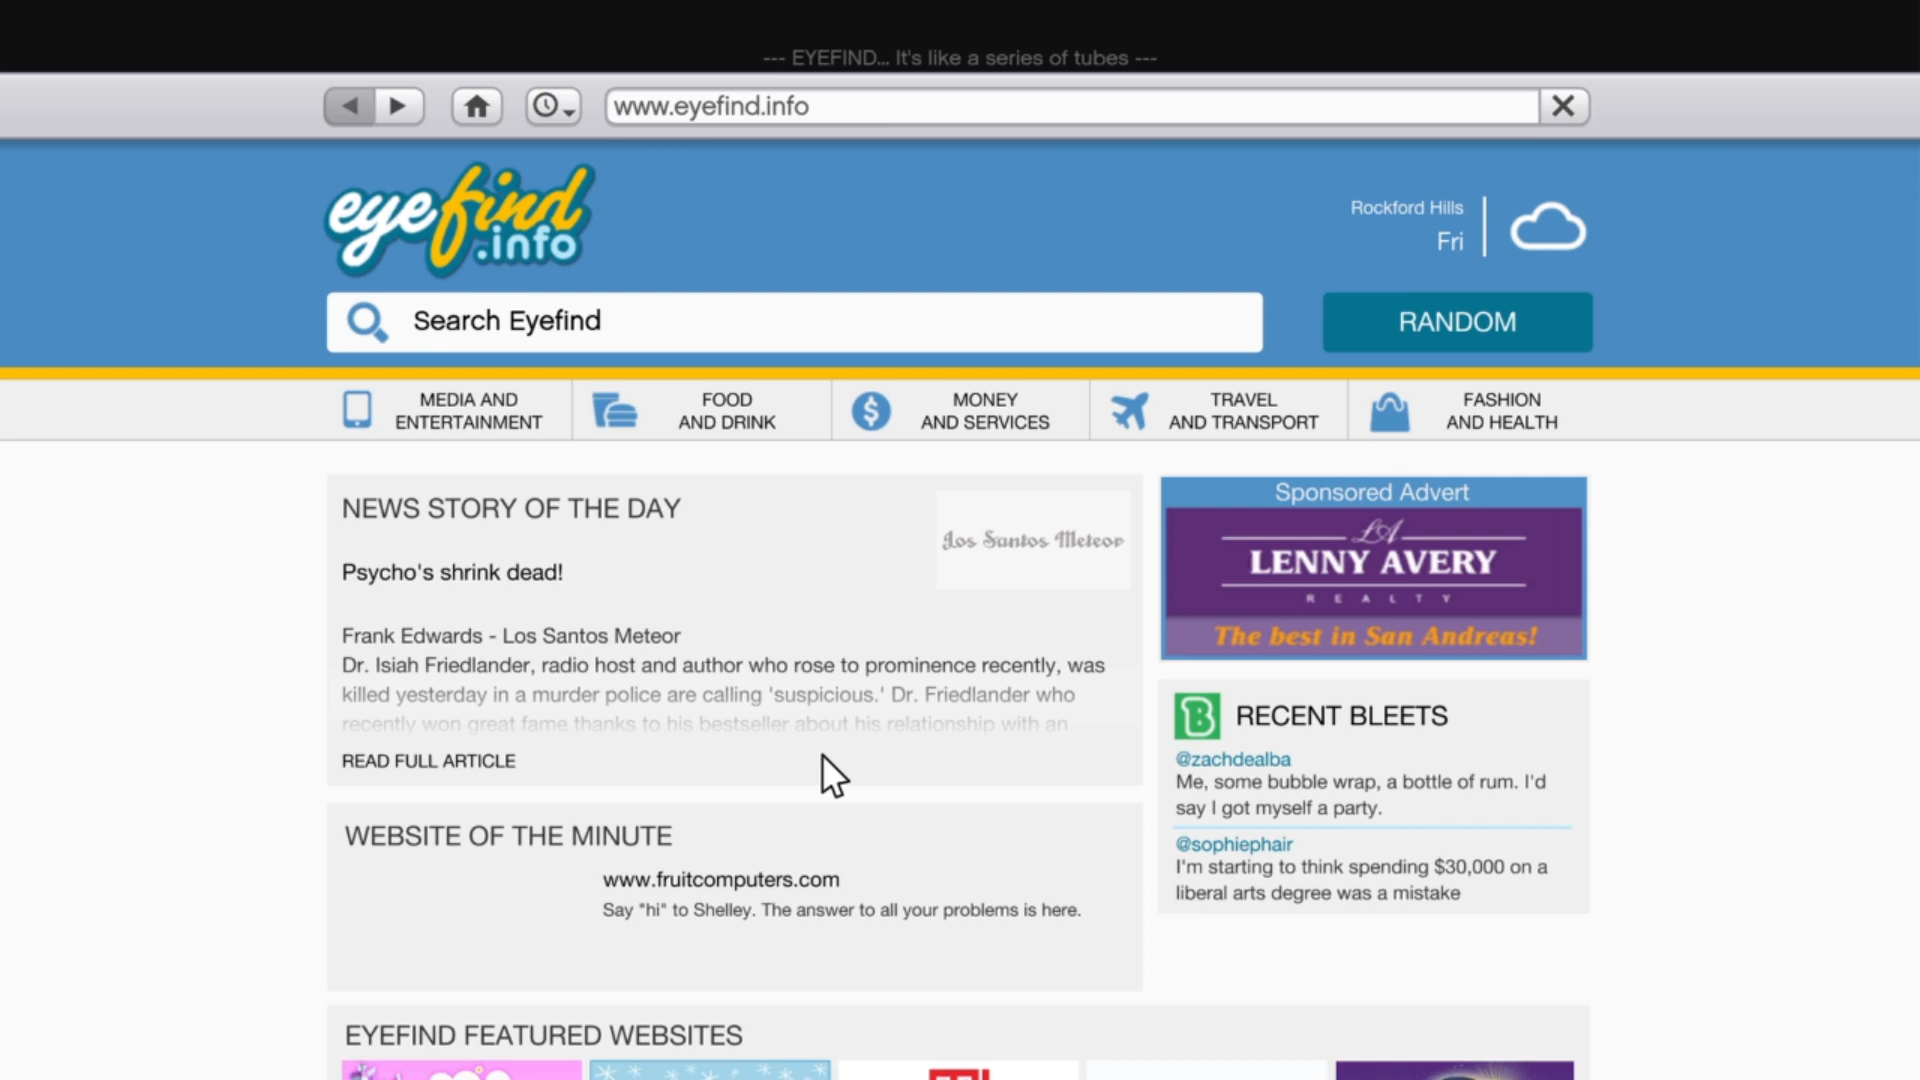 --- EYEFIND... It's like a series of tubes ---
www.eyefind.info
eyefind
.info
Rockford Hills
Fri
Search Eyefind
RANDOM
MEDIA AND
ENTERTAINMENT
FOOD
AND DRINK
MONEY
AND SERVICES
TRAVEL
AND TRANSPORT
FASHION
AND HEALTH
NEWS STORY OF THE DAY
Los Santos Meteor
Psycho's shrink dead!
Frank Edwards - Los Santos Meteor
Dr. Isiah Friedlander, radio host and author who rose to prominence recently, was
killed yesterday in a murder police are calling 'suspicious.' Dr. Friedlander who
recently won great fame thanks to his bestseller about his relationship with an
READ FULL ARTICLE
Sponsored Advert
LA
LENNY AVERY
REALTY
The best in San Andreas!
RECENT BLEETS
@zachdealba
Me, some bubble wrap, a bottle of rum. I'd
say I got myself a party.
@sophiephair
I'm starting to think spending $30,000 on a
liberal arts degree was a mistake
WEBSITE OF THE MINUTE
www.fruitcomputers.com
Say "hi" to Shelley. The answer to all your problems is here.
EYEFIND FEATURED WEBSITES